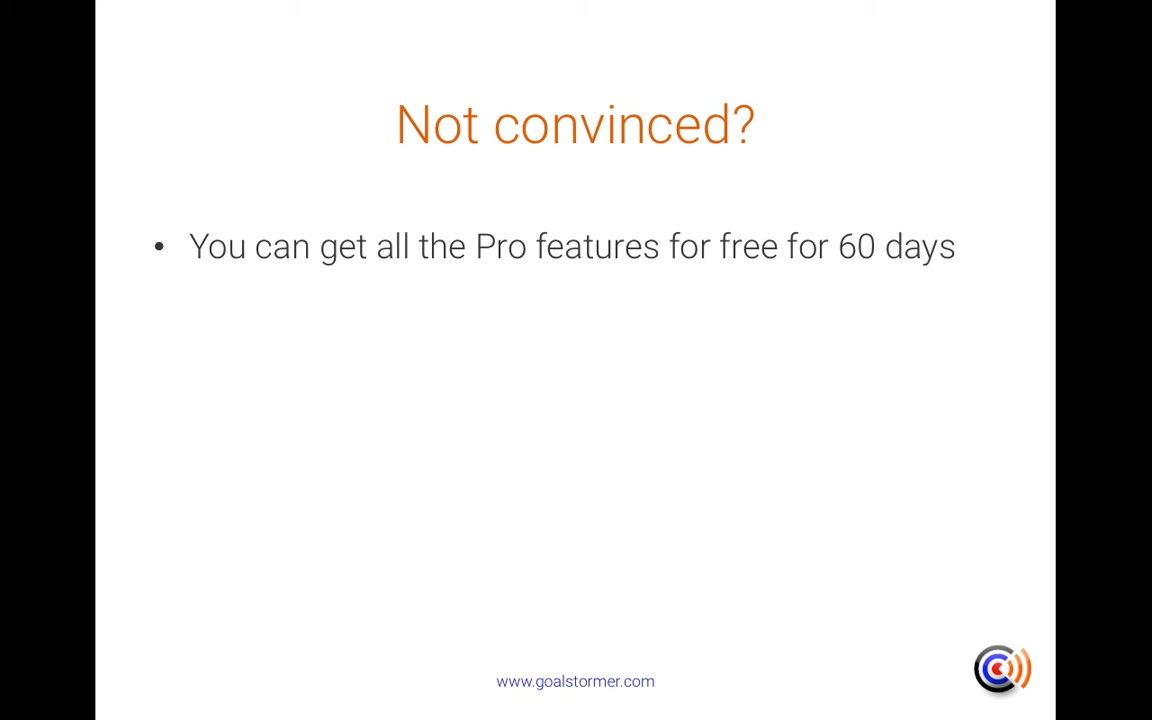 Not convinced?
• You can get all the Pro features for free for 60 days
www.goalstormer.com